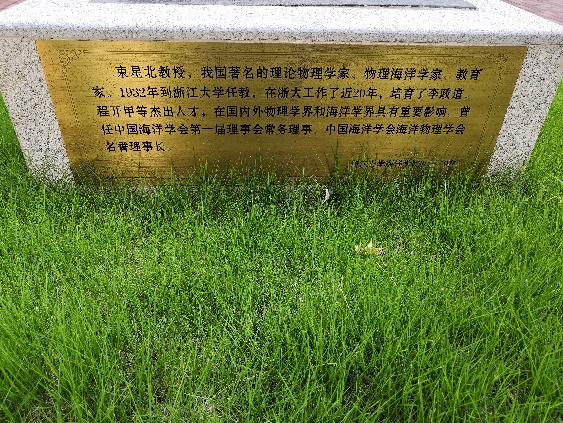 束星北教授，我国著名的理论物理学家、物理海洋学家、教育
家。1932年到浙江大学任教，在浙大工作了近20年，培育了李政道、
程开甲等杰出人才，在国内外物理学界和海洋学界具有重要影响。曾
任中国海洋学会第一届理事会常务理事，中国海洋学会海洋物理学会
名誉理事长。